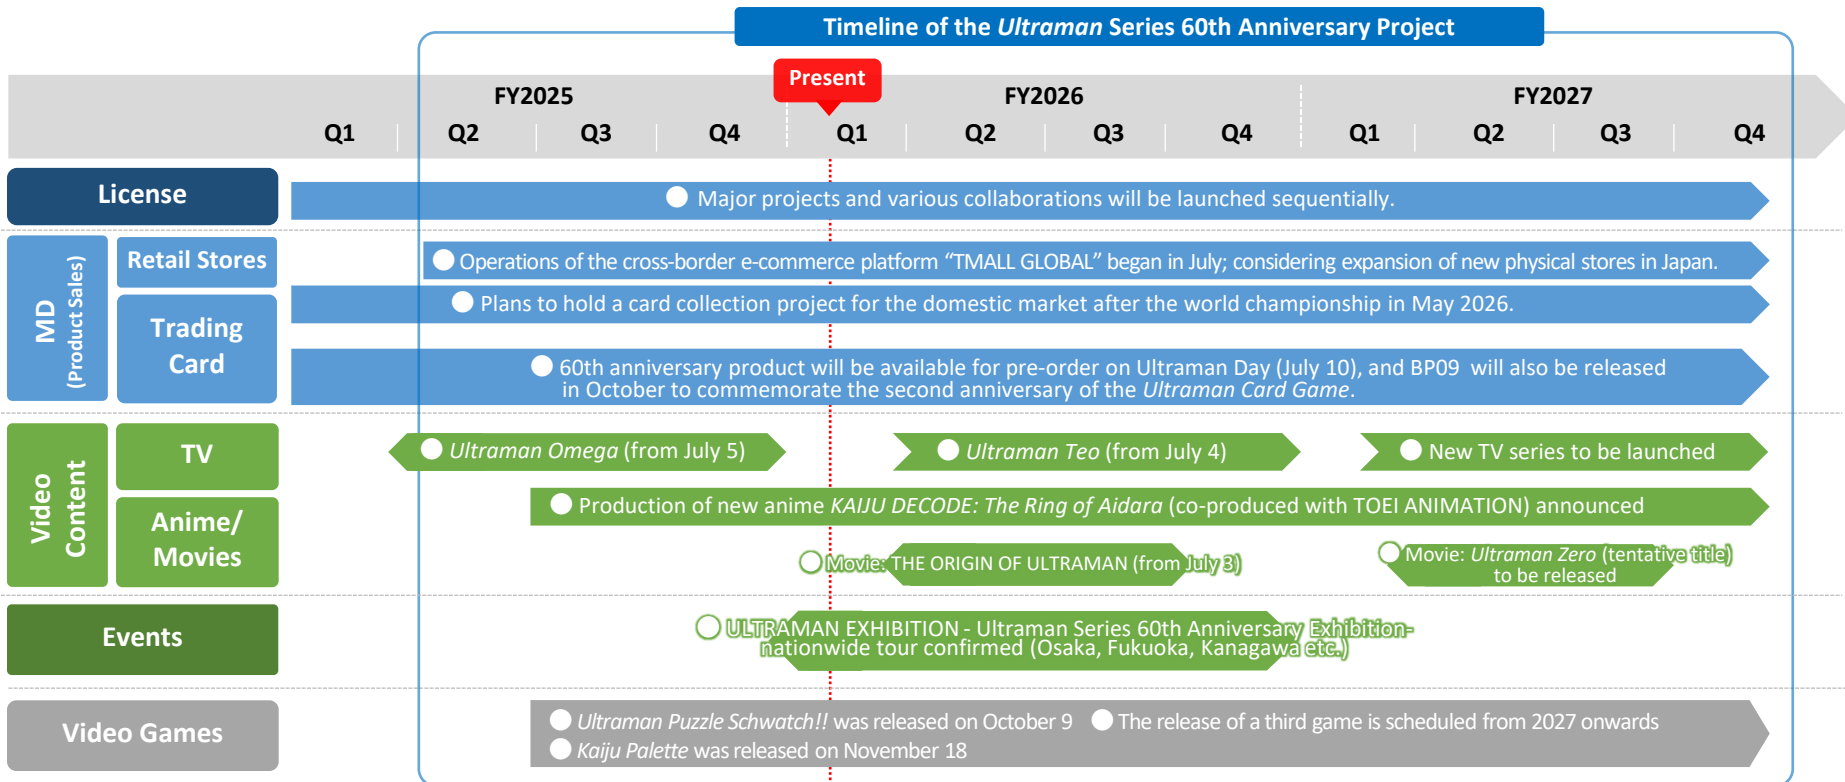 Timeline of the Ultraman Series 60th Anniversary Project
Present
FY2025
FY2026
FY2027
Q1
Q2
Q3
Q4
Q1
Q2
Q3
Q4
Q1
Q2
Q3
Q4
License
Major projects and various collaborations will be launched sequentially.
MD
(Product Sales)
Retail Stores
Operations of the cross-border e-commerce platform “TMALL GLOBAL” began in July; considering expansion of new physical stores in Japan.
Trading
Card
Plans to hold a card collection project for the domestic market after the world championship in May 2026.
60th anniversary product will be available for pre-order on Ultraman Day (July 10), and BP09 will also be released
in October to commemorate the second anniversary of the Ultraman Card Game.
Video
Content
TV
Ultraman Omega (from July 5)
Ultraman Teo (from July 4)
New TV series to be launched
Anime/
Movies
Production of new anime KAIJU DECODE: The Ring of Aidara (co-produced with TOEI ANIMATION) announced
Movie: THE ORIGIN OF ULTRAMAN (from July 3)
Movie: Ultraman Zero (tentative title)
to be released
Events
ULTRAMAN EXHIBITION - Ultraman Series 60th Anniversary Exhibition-
nationwide tour confirmed (Osaka, Fukuoka, Kanagawa etc.)
Video Games
Ultraman Puzzle Schwatch!! was released on October 9
The release of a third game is scheduled from 2027 onwards
Kaiju Palette was released on November 18